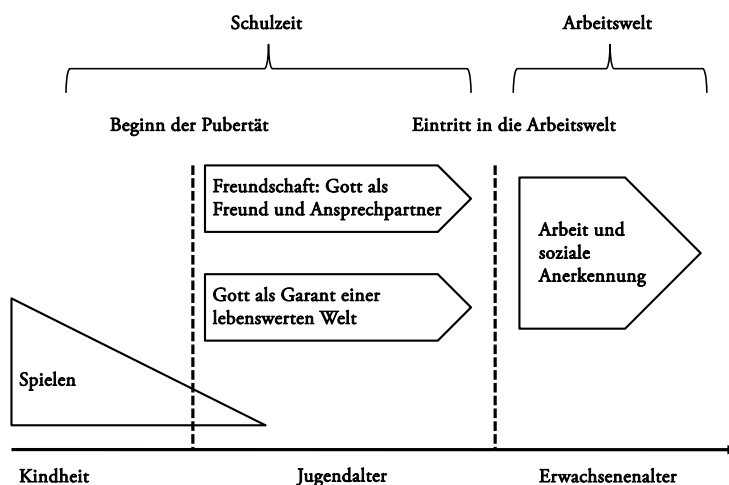 Schulzeit
Arbeitswelt
Beginn der Pubertät
Eintritt in die Arbeitswelt
Freundschaft: Gott als
Freund und Ansprechpartner
Arbeit und
soziale
Anerkennung
Gott als Garant einer
lebenswerten Welt
Spielen
Kindheit
Jugendalter
Erwachsenenalter